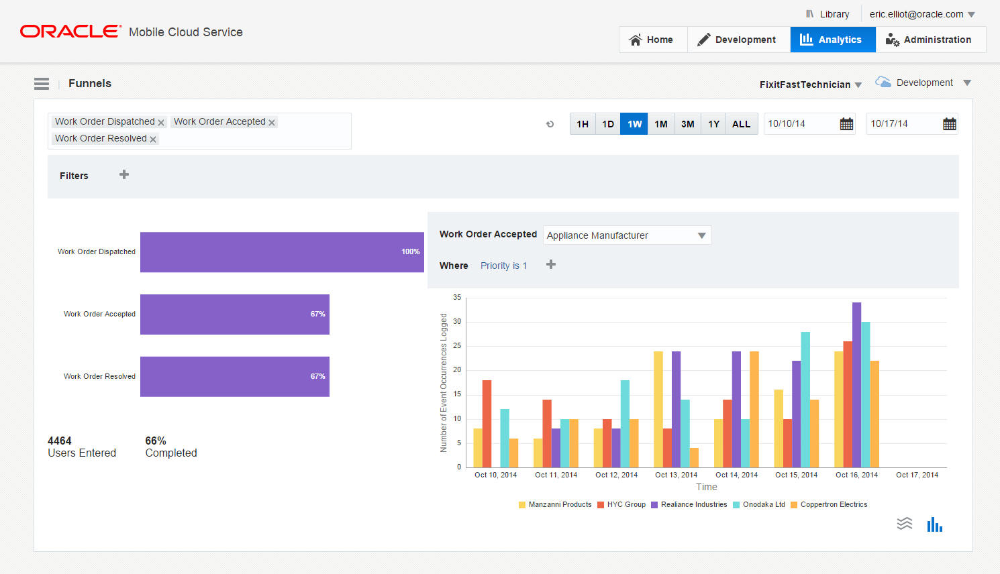 Library
eric.elliot@oracle.com
ORACLE® Mobile Cloud Service
Home
Development
Analytics
Administration
Funnels
FixitFastTechnician
Development
Work Order Dispatched
Work Order Accepted
Work Order Resolved
1H
1D
1W
1M
3M
1Y
ALL
10/10/14
10/17/14
Filters
Work Order Dispatched
100%
Work Order Accepted
67%
Work Order Resolved
67%
4464
Users Entered
66%
Completed
Work Order Accepted
Appliance Manufacturer
Where
Priority is 1
Number of Event Occurrences Logged
35
30
25
20
15
10
5
0
Oct 10, 2014
Oct 11, 2014
Oct 12, 2014
Oct 13, 2014
Oct 14, 2014
Oct 15, 2014
Oct 16, 2014
Oct 17, 2014
Time
Manzanni Products
HYC Group
Realiance Industries
Onodaka Ltd
Coppertron Electrics